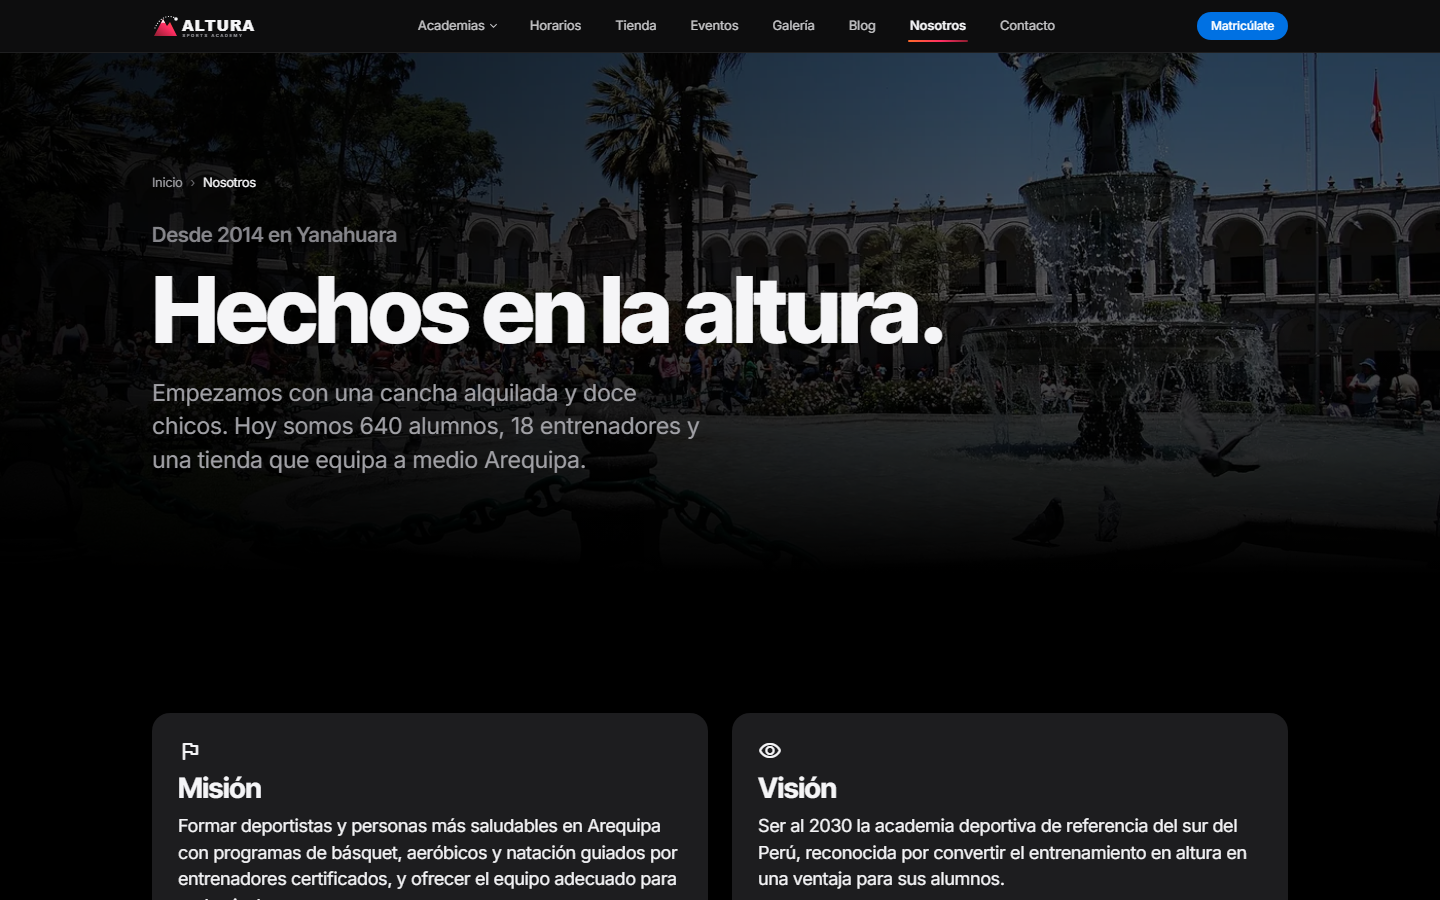 ALTURA
SPORTS ACADEMY
Academias
Horarios
Tienda
Eventos
Galería
Blog
Nosotros
Contacto
Matricúlate
Inicio › Nosotros
Desde 2014 en Yanahuara
Hechos en la altura.
Empezamos con una cancha alquilada y doce
chicos. Hoy somos 640 alumnos, 18 entrenadores y
una tienda que equipa a medio Arequipa.
Misión
Formar deportistas y personas más saludables en Arequipa
con programas de básquet, aeróbicos y natación guiados por
entrenadores certificados, y ofrecer el equipo adecuado para
Visión
Ser al 2030 la academia deportiva de referencia del sur del
Perú, reconocida por convertir el entrenamiento en altura en
una ventaja para sus alumnos.